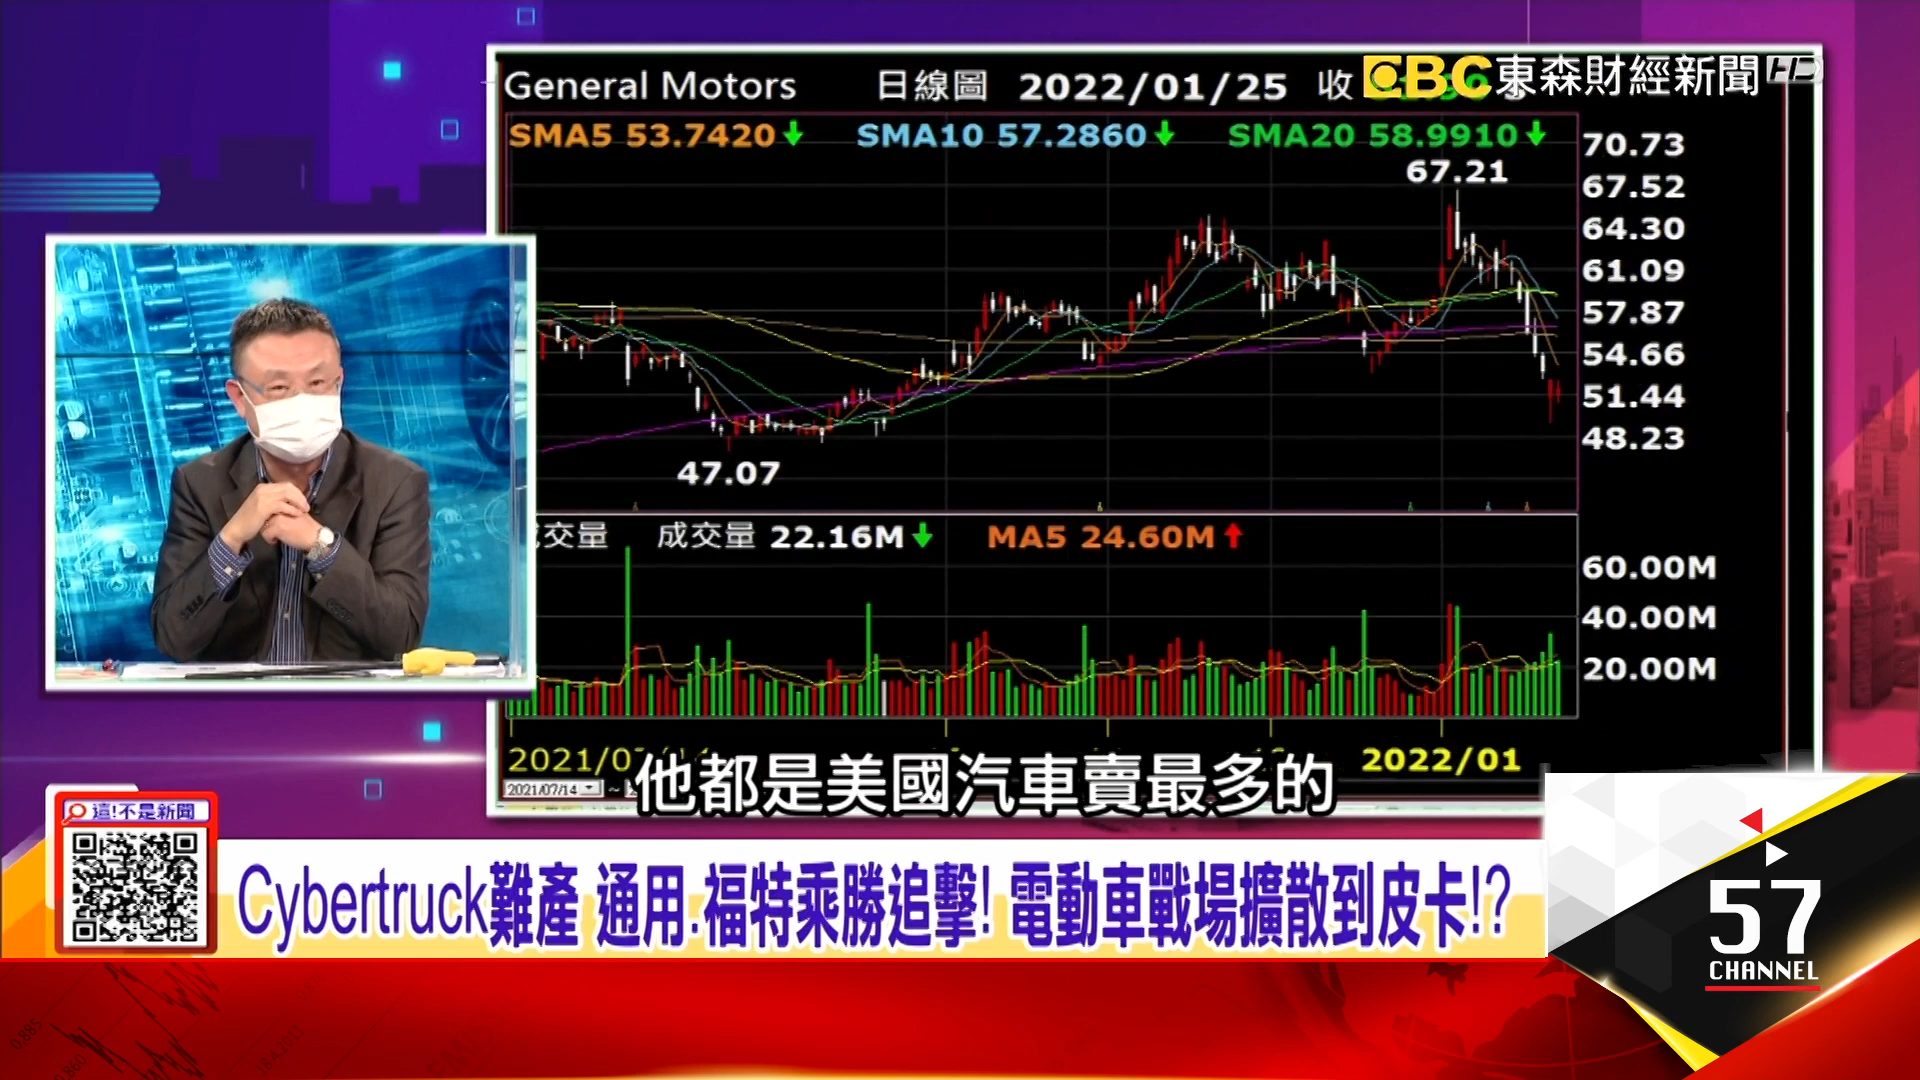 General Motors 日線圖 2022/01/25 收
EBC 東森財經新聞 HD
SMA5 53.7420↓ SMA10 57.2860↓ SMA20 58.9910↓
70.73
67.21
67.52
64.30
61.09
57.87
54.66
51.44
48.23
47.07
交量 成交量 22.16M↓ MA5 24.60M↑
60.00M
40.00M
20.00M
2022/01
2021/07/14 ~
他都是美國汽車賣最多的
這!不是新聞
Cybertruck難產 通用.福特乘勝追擊! 電動車戰場擴散到皮卡!?
57
CHANNEL